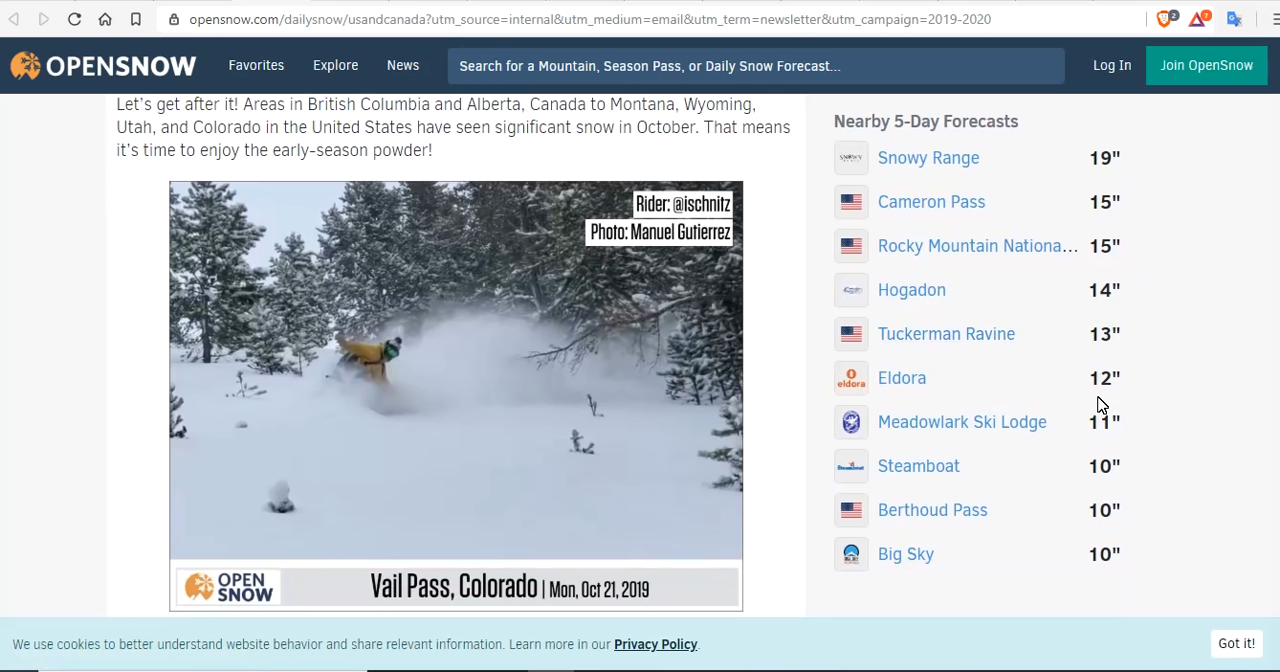 opensnow.com/dailysnow/usandcanada?utm_source=internal&utm_medium=email&utm_term=newsletter&utm_campaign=2019-2020
2
7
OPENSNOW
Favorites
Explore
News
Search for a Mountain, Season Pass, or Daily Snow Forecast...
Log In
Join OpenSnow
Let's get after it! Areas in British Columbia and Alberta, Canada to Montana, Wyoming,
Utah, and Colorado in the United States have seen significant snow in October. That means
it's time to enjoy the early-season powder!
Rider: @ischnitz
Photo: Manuel Gutierrez
OPEN
SNOW
Vail Pass, Colorado | Mon, Oct 21, 2019
Nearby 5-Day Forecasts
Snowy Range 19"
Cameron Pass 15"
Rocky Mountain Nationa... 15"
Hogadon 14"
Tuckerman Ravine 13"
eldora Eldora 12"
Meadowlark Ski Lodge 11"
Steamboat 10"
Berthoud Pass 10"
Big Sky 10"
We use cookies to better understand website behavior and share relevant information. Learn more in our Privacy Policy.
Got it!